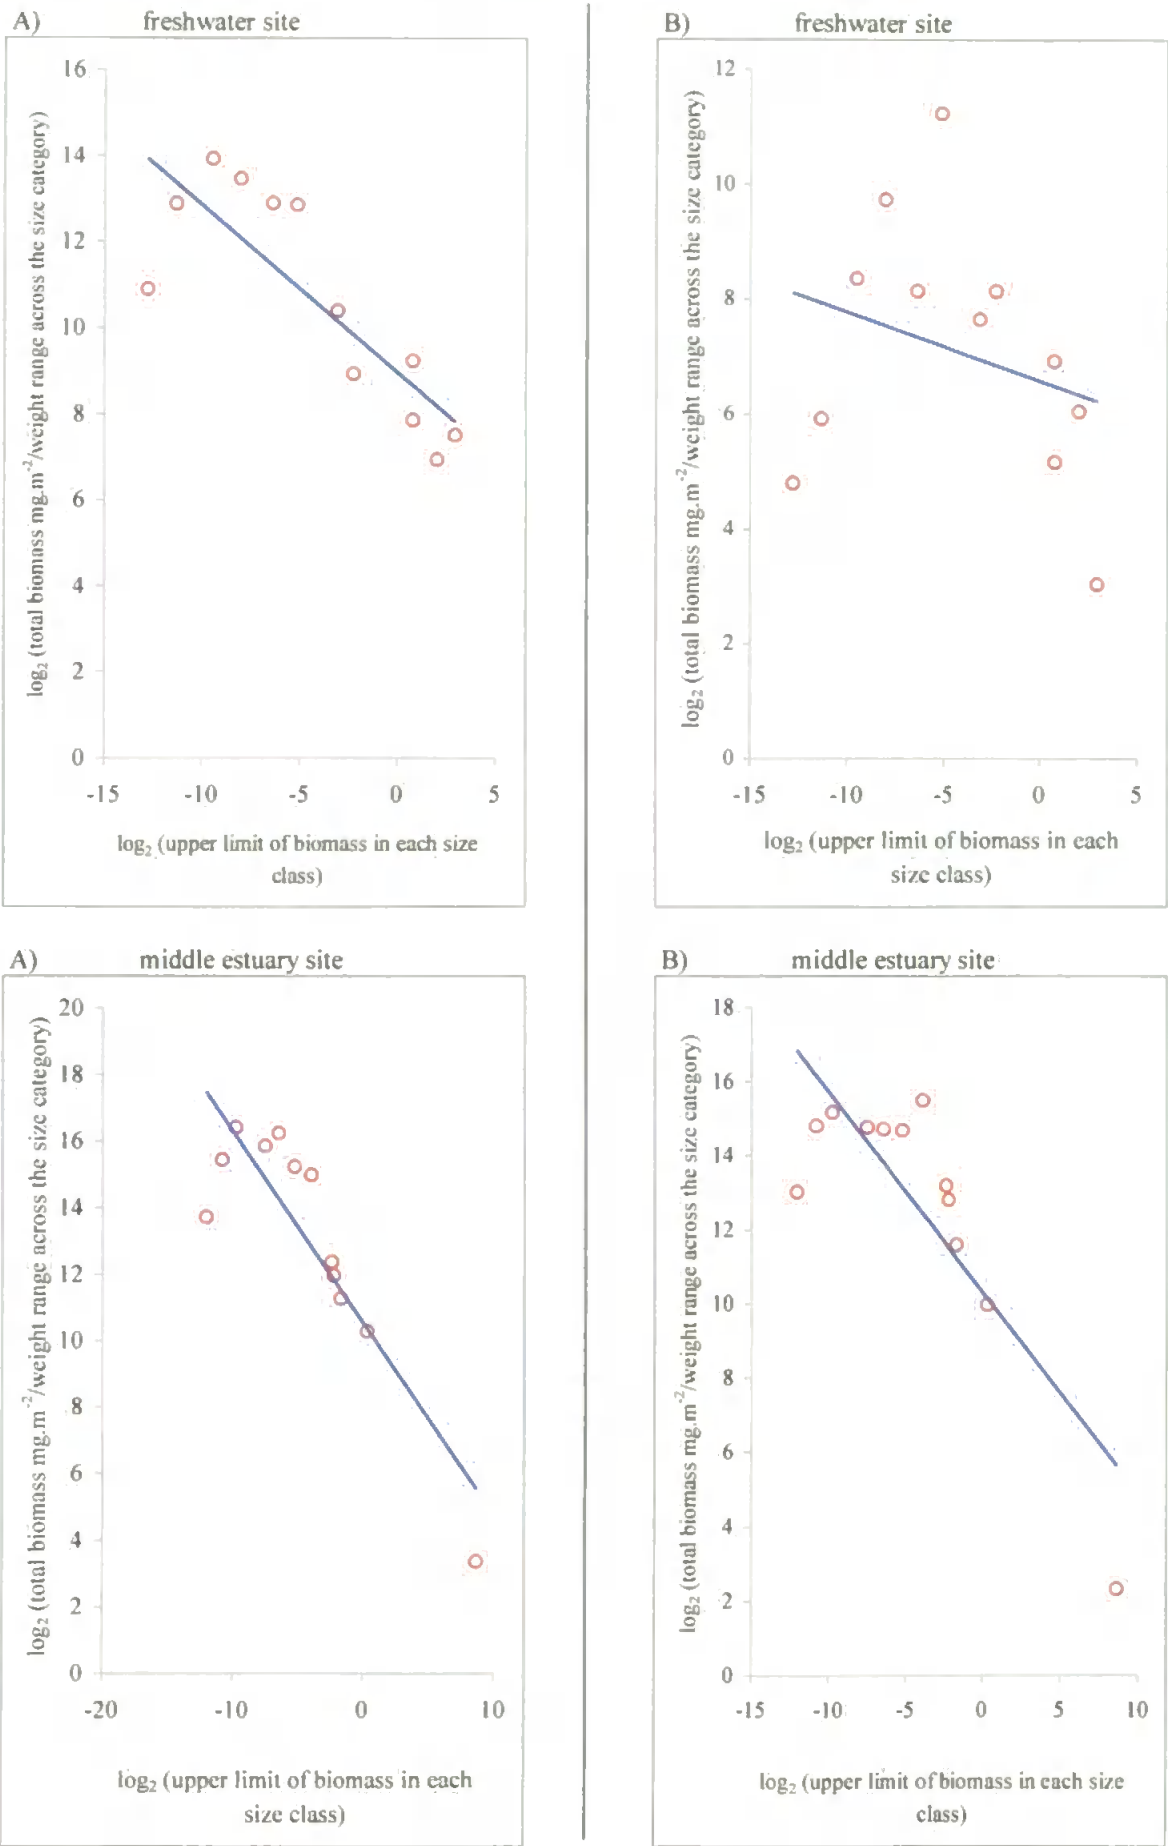 A) freshwater site
log₂ (total biomass mg.m⁻²/weight range across the size category)
16
14
12
10
8
6
4
2
0
-15 -10 -5 0 5
log₂ (upper limit of biomass in each size
class)
B) freshwater site
log₂ (total biomass mg.m⁻²/weight range across the size category)
12
10
8
6
4
2
0
-15 -10 -5 0 5
log₂ (upper limit of biomass in each
size class)
A) middle estuary site
log₂ (total biomass mg.m⁻²/weight range across the size category)
20
18
16
14
12
10
8
6
4
2
0
-20 -10 0 10
log₂ (upper limit of biomass in each
size class)
B) middle estuary site
log₂ (total biomass mg.m⁻²/weight range across the size category)
18
16
14
12
10
8
6
4
2
0
-15 -10 -5 0 5 10
log₂ (upper limit of biomass in each size
class)